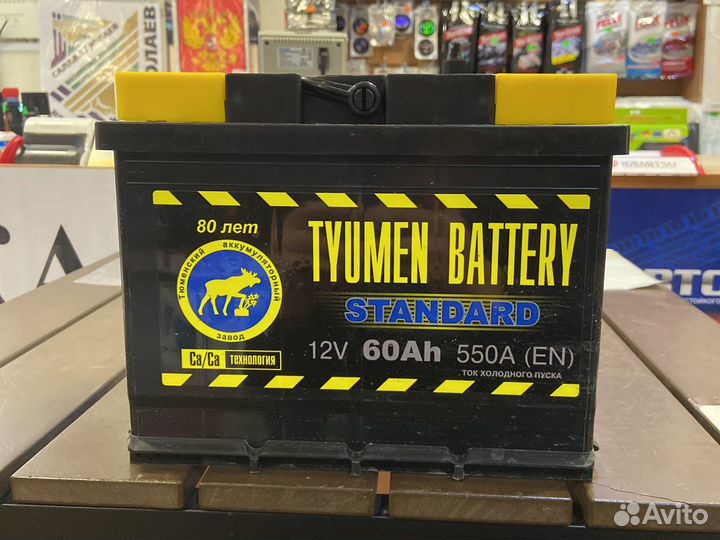 80 лет
Тюменский аккумуляторный
завод
TYUMEN BATTERY
STANDARD
12V 60Ah 550A (EN)
ТОК ХОЛОДНОГО ПУСКА
Ca/Ca ТЕХНОЛОГИЯ
IDEMITSU
Avito